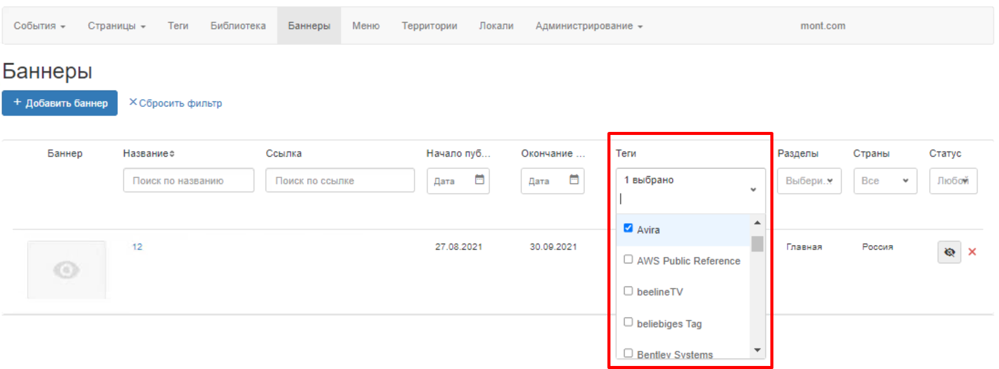 События Страницы Теги Библиотека Баннеры Меню Территории Локали Администрирование mont.com
Баннеры
+ Добавить баннер ×Сбросить фильтр
Баннер Название Ссылка Начало пуб... Окончание ... Теги Разделы Страны Статус
Поиск по названию Поиск по ссылке Дата Дата 1 выбрано Выбери... Все Любой
Avira
12 27.08.2021 30.09.2021 Главная Россия
AWS Public Reference
beelineTV
beliebiges Tag
Bentley Systems